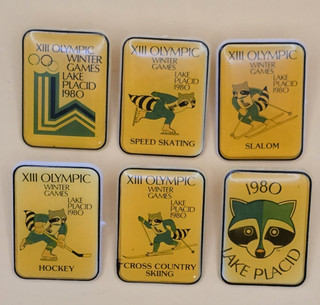 XIII OLYMPIC
WINTER
GAMES
LAKE
PLACID
1980
XIII OLYMPIC
WINTER GAMES
LAKE
PLACID
1980
SPEED SKATING
XIII OLYMPIC
WINTER
GAMES
LAKE
PLACID
1980
SLALOM
XIII OLYMPIC
WINTER
GAMES
LAKE
PLACID
1980
HOCKEY
XIII OLYMPIC
WINTER
GAMES
LAKE
PLACID
1980
CROSS COUNTRY
SKIING
1980
LAKE PLACID